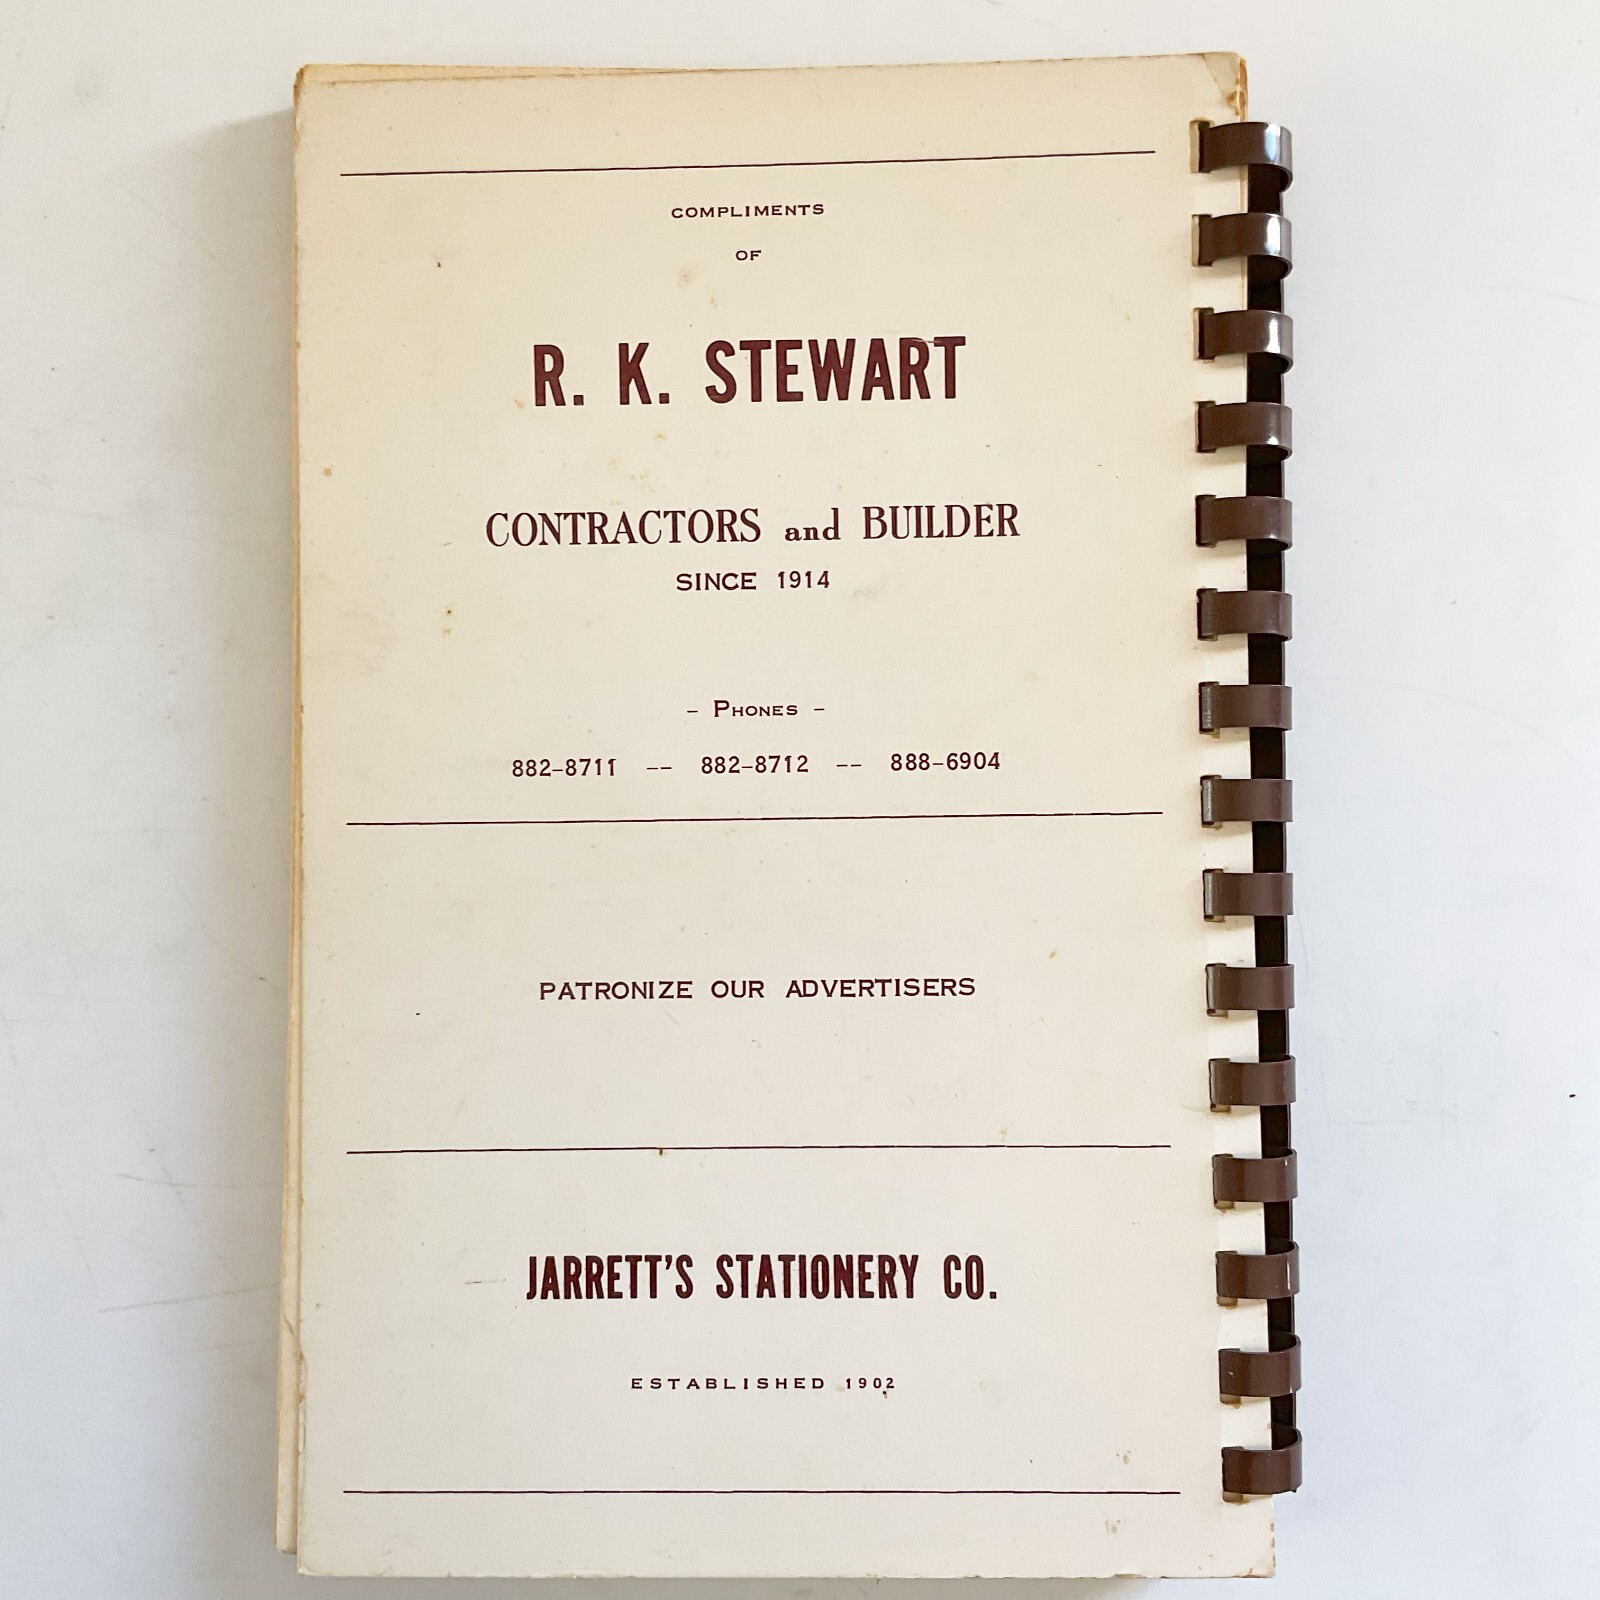 COMPLIMENTS
OF
R. K. STEWART
CONTRACTORS and BUILDER
SINCE 1914
- PHONES -
882-8711 -- 882-8712 -- 888-6904
PATRONIZE OUR ADVERTISERS
JARRETT'S STATIONERY CO.
ESTABLISHED 1902